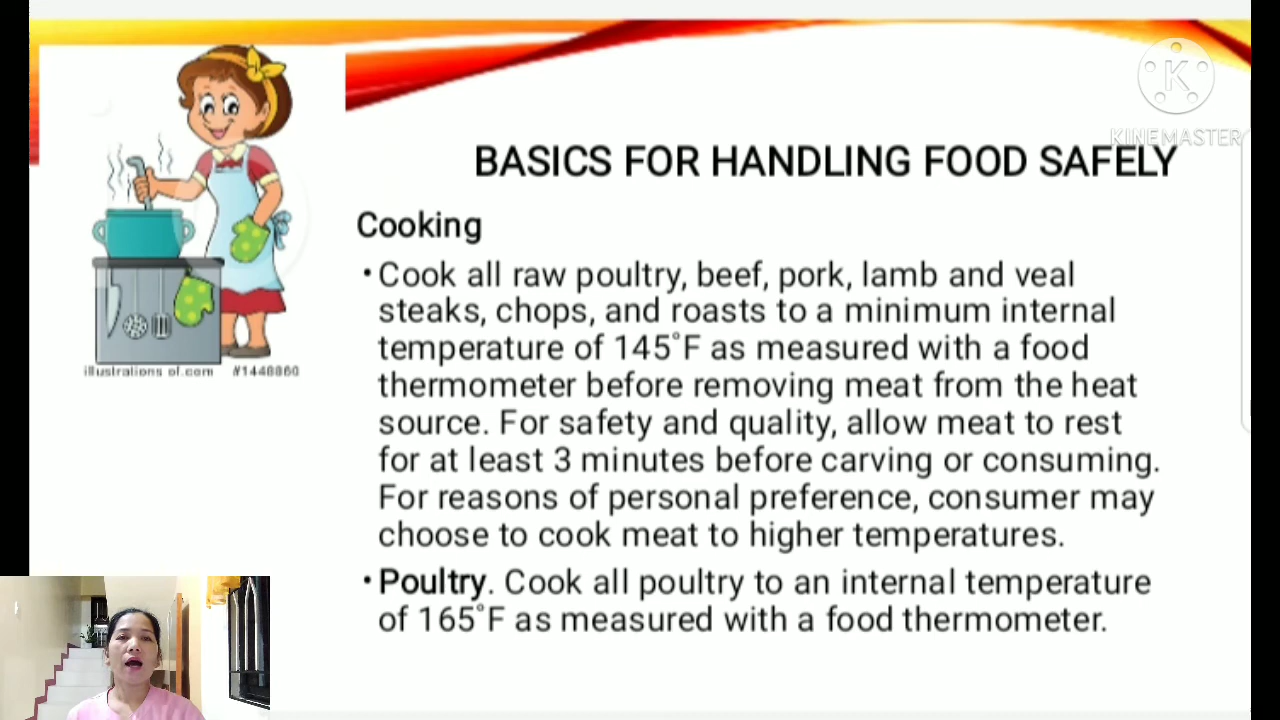 KINEMASTER
BASICS FOR HANDLING FOOD SAFELY
Cooking
•Cook all raw poultry, beef, pork, lamb and veal
steaks, chops, and roasts to a minimum internal
temperature of 145°F as measured with a food
thermometer before removing meat from the heat
source. For safety and quality, allow meat to rest
for at least 3 minutes before carving or consuming.
For reasons of personal preference, consumer may
choose to cook meat to higher temperatures.
•Poultry. Cook all poultry to an internal temperature
of 165°F as measured with a food thermometer.
illustrations of.com #1448860